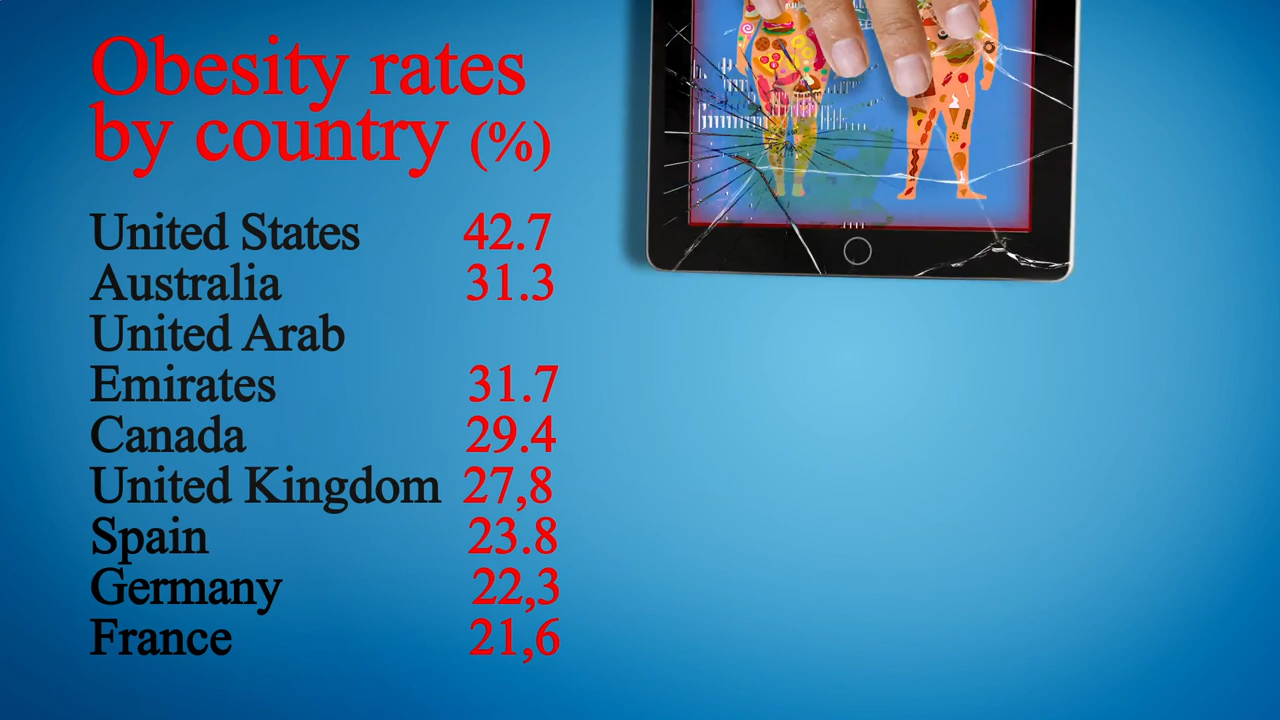 Obesity rates
by country (%)
United States 42.7
Australia 31.3
United Arab
Emirates 31.7
Canada 29.4
United Kingdom 27,8
Spain 23.8
Germany 22,3
France 21,6